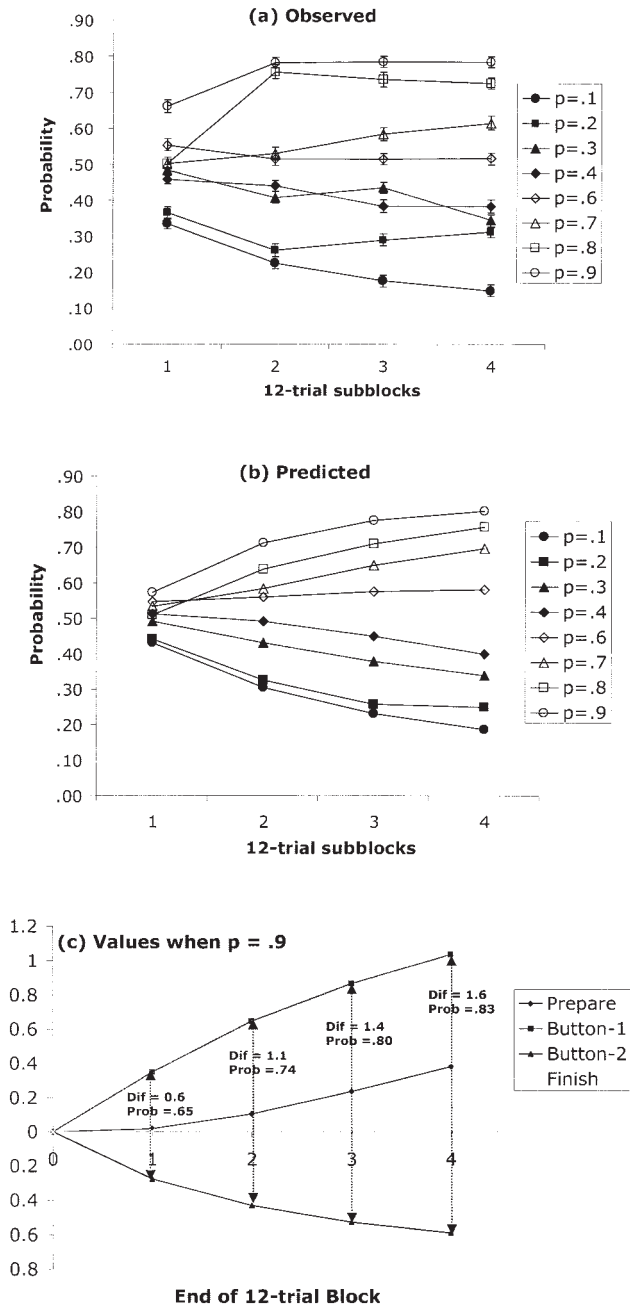 (a) Observed
.90
.80
.70
.60
.50
.40
.30
.20
.10
.00
Probability
1 2 3 4
12-trial subblocks
p=.1
p=.2
p=.3
p=.4
p=.6
p=.7
p=.8
p=.9
(b) Predicted
.90
.80
.70
.60
.50
.40
.30
.20
.10
.00
Probability
1 2 3 4
12-trial subblocks
p=.1
p=.2
p=.3
p=.4
p=.6
p=.7
p=.8
p=.9
(c) Values when p = .9
1.2
1
0.8
0.6
0.4
0.2
0
0.2
0.4
0.6
0.8
Dif = 0.6
Prob =.65
Dif = 1.1
Prob =.74
Dif = 1.4
Prob =.80
Dif = 1.6
Prob =.83
0 1 2 3 4
End of 12-trial Block
Prepare
Button-1
Button-2
Finish